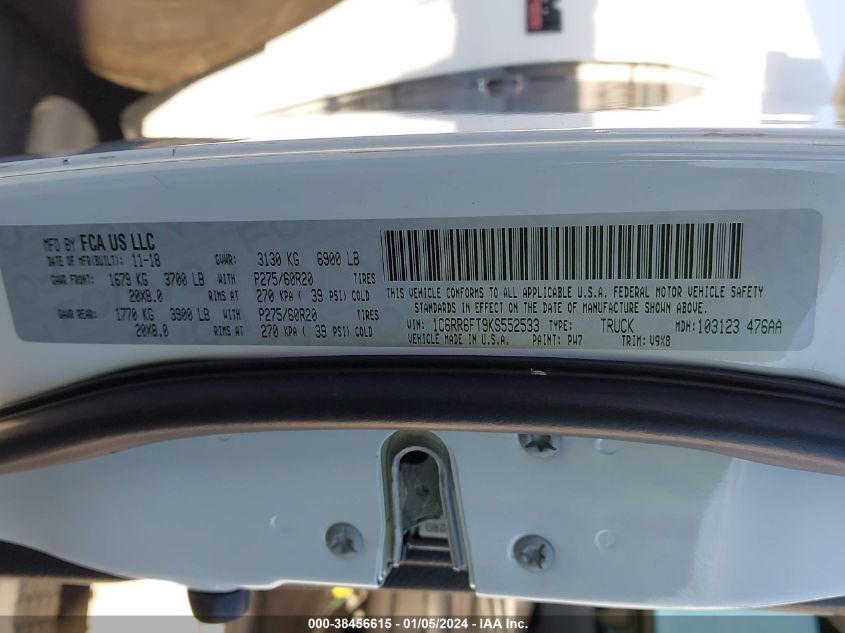 MFD BY FCA US LLC
DATE OF MFR(BUILT): 11-18 GVWR: 3130 KG 6900 LB
GAWR FRONT: 1679 KG 3700 LB WITH P275/60R20 TIRES
20X8.0 RIMS AT 270 KPA ( 39 PSI) COLD
GAWR REAR: 1770 KG 3900 LB WITH P275/60R20 TIRES
20X8.0 RIMS AT 270 KPA ( 39 PSI) COLD
THIS VEHICLE CONFORMS TO ALL APPLICABLE U.S.A. FEDERAL MOTOR VEHICLE SAFETY
STANDARDS IN EFFECT ON THE DATE OF MANUFACTURE SHOWN ABOVE.
VIN: 1C6RR6FT9KS552533 TYPE: TRUCK MDH: 103123 476AA
VEHICLE MADE IN U.S.A. PAINT: PW7 TRIM: V9X8
000-38456615 - 01/05/2024 - IAA Inc.